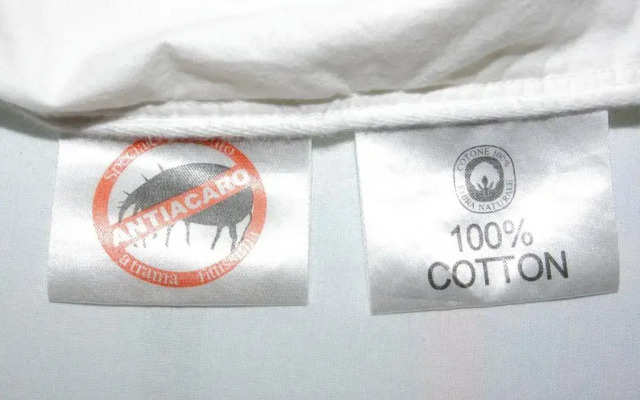 ANTIACARO
a trama
COTONE 100%
FIBRA NATURALE
100%
COTTON